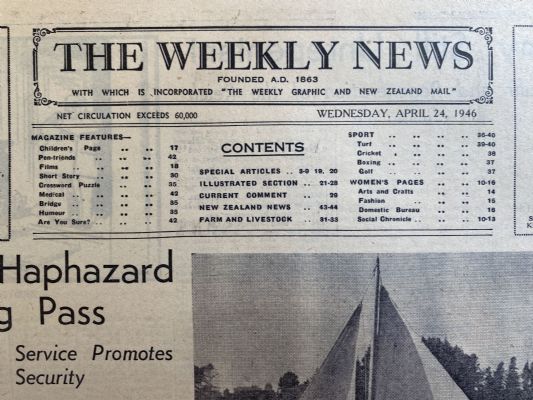 THE WEEKLY NEWS
FOUNDED A.D. 1863
WITH WHICH IS INCORPORATED "THE WEEKLY GRAPHIC AND NEW ZEALAND MAIL"
NET CIRCULATION EXCEEDS 60,000
WEDNESDAY, APRIL 24, 1946
MAGAZINE FEATURES—
Children's Page .. .. 17
Pen-friends .. .. 42
Films .. .. 18
Short Story .. .. 30
Crossword Puzzle .. 35
Medical .. .. 42
Bridge .. .. 35
Humour .. .. 35
Are You Sure? .. .. 42
CONTENTS
SPECIAL ARTICLES .. 5-9 19, 20
ILLUSTRATED SECTION .. 21-28
CURRENT COMMENT .. 29
NEW ZEALAND NEWS .. 43-44
FARM AND LIVESTOCK .. 31-33
SPORT .. .. .. 36-40
Turf .. .. .. 39-40
Cricket .. .. .. 38
Boxing .. .. .. 37
Golf .. .. .. 37
WOMEN'S PAGES .. 10-16
Arts and Crafts .. 14
Fashion .. .. 15
Domestic Bureau .. 16
Social Chronicle .. 10-13
Haphazard
g Pass
Service Promotes
Security